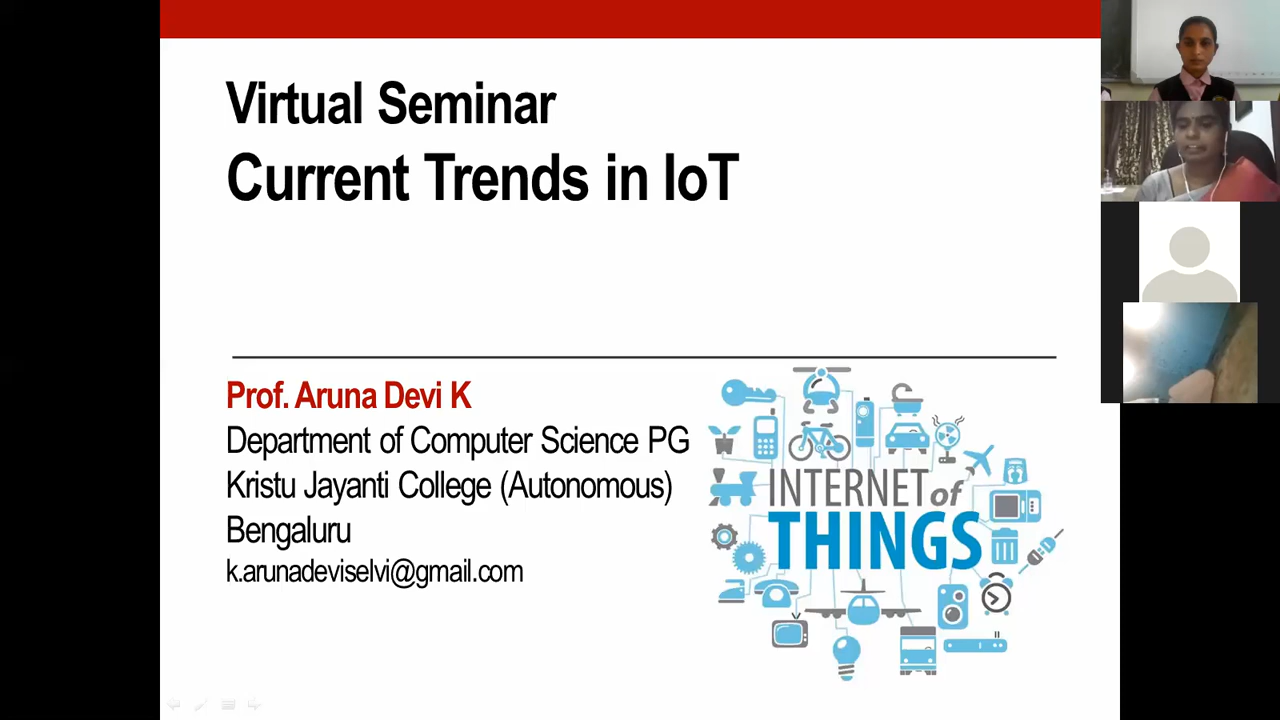 Virtual Seminar
Current Trends in IoT
Prof. Aruna Devi K
Department of Computer Science PG
Kristu Jayanti College (Autonomous)
Bengaluru
k.arunadeviselvi@gmail.com
INTERNET of
THINGS